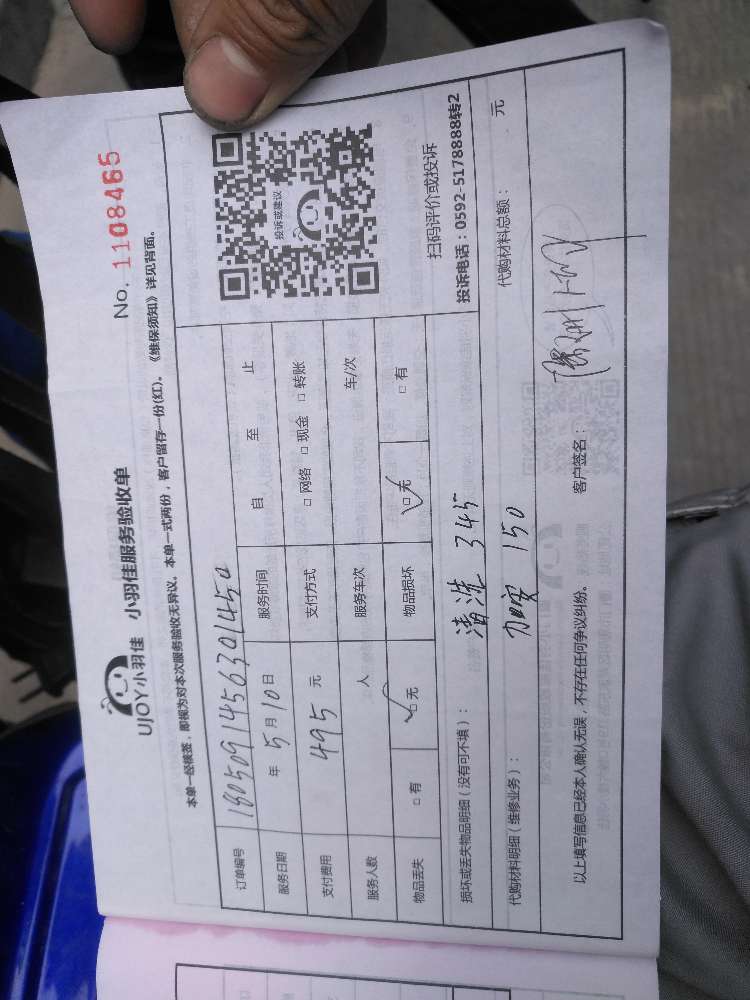 UJOY小羽佳 小羽佳服务验收单
No. 1108465
本单一经核签，即视为对本次服务验收无异议。本单一式两份，客户留存一份(红)。《维保须知》详见背面。
订单编号 1805091456301450
服务日期 年 5 月 10 日 服务时间 自 至 止
支付费用 495 元 支付方式 □网络 □现金 □转账
服务人数 人 服务车次 车/次
物品丢失 □有 □无 物品损坏 □无 □有
投诉或建议
扫码评价或投诉
投诉电话：0592-5178888转2
损坏或丢失物品明细（没有可不填）： 清洗 345
代购材料明细（维修业务）： 加安 150 代购材料总额： 元
以上填写信息已经本人确认无误，不存在任何争议纠纷。 客户签名：